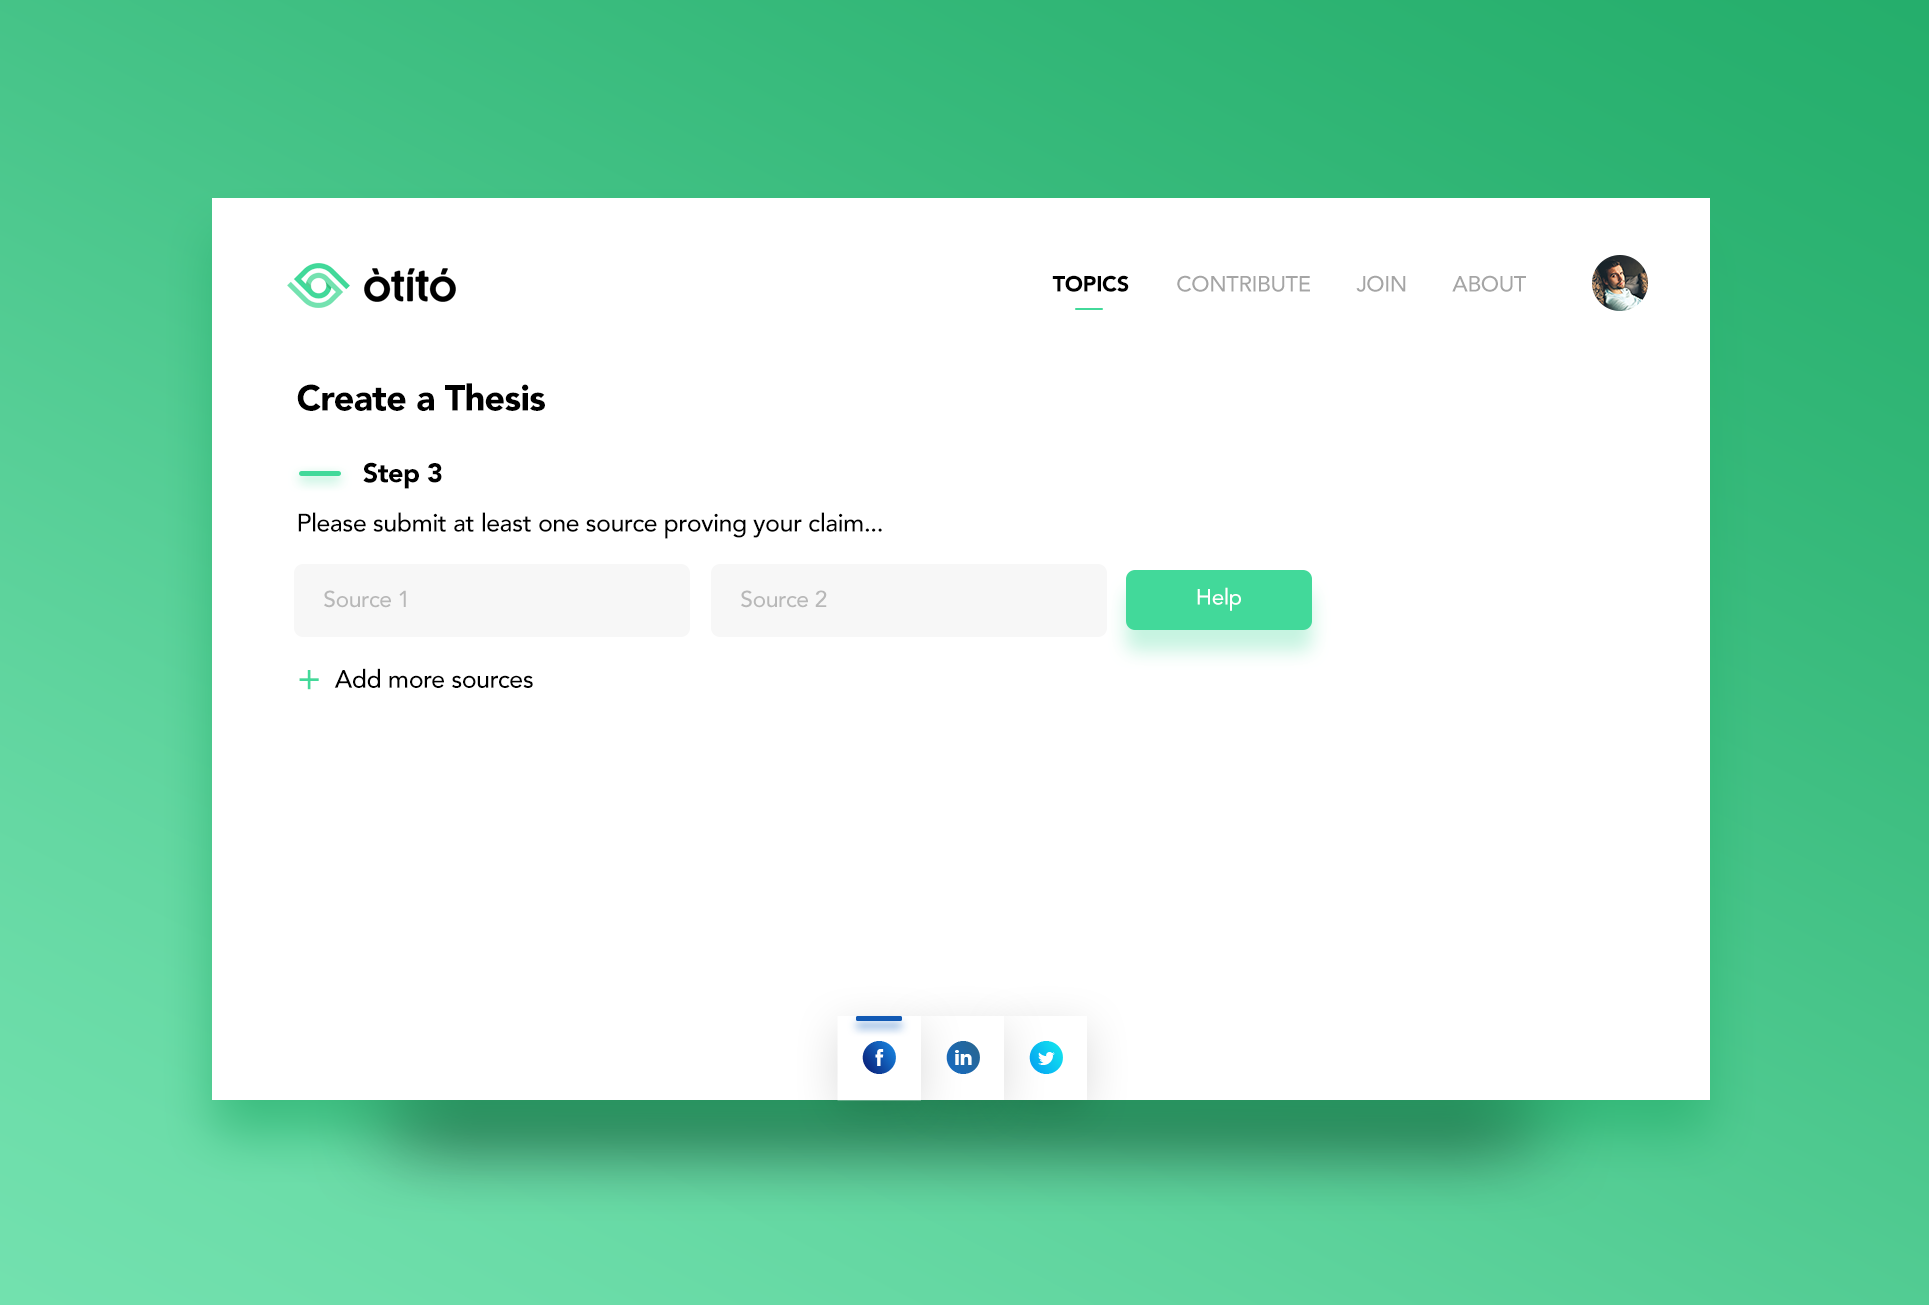 òtító
TOPICS CONTRIBUTE JOIN ABOUT
Create a Thesis
Step 3
Please submit at least one source proving your claim...
Source 1 Source 2 Help
+ Add more sources
f in